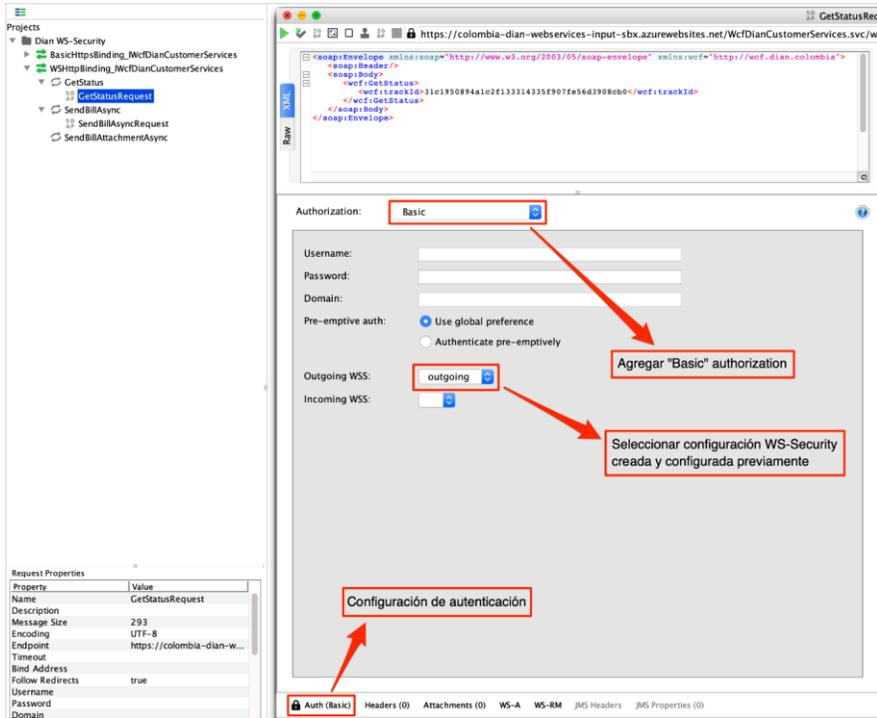 Projects
Dian WS-Security
BasicHttpsBinding_IWcfDianCustomerServices
WSHttpBinding_IWcfDianCustomerServices
GetStatus
GetStatusRequest
SendBillAsync
SendBillAsyncRequest
SendBillAttachmentAsync
Request Properties
Property Value
Name GetStatusRequest
Description
Message Size 293
Encoding UTF-8
Endpoint https://colombia-dian-w...
Timeout
Bind Address
Follow Redirects true
Username
Password
Domain
GetStatusReq
https://colombia-dian-webservices-input-sbx.azurewebsites.net/WcfDianCustomerServices.svc/w
XML
Raw
<soap:Envelope xmlns:soap="http://www.w3.org/2003/05/soap-envelope" xmlns:wcf="http://wcf.dian.colombia">
<soap:Header/>
<soap:Body>
<wcf:GetStatus>
<wcf:trackId>31c1950894a1c2f133314335f907fe56d3908cb0</wcf:trackId>
</wcf:GetStatus>
</soap:Body>
</soap:Envelope>
Authorization: Basic
Username:
Password:
Domain:
Pre-emptive auth: Use global preference
Authenticate pre-emptively
Agregar "Basic" authorization
Outgoing WSS: outgoing
Incoming WSS:
Seleccionar configuración WS-Security
creada y configurada previamente
Configuración de autenticación
Auth (Basic) Headers (0) Attachments (0) WS-A WS-RM JMS Headers JMS Properties (0)